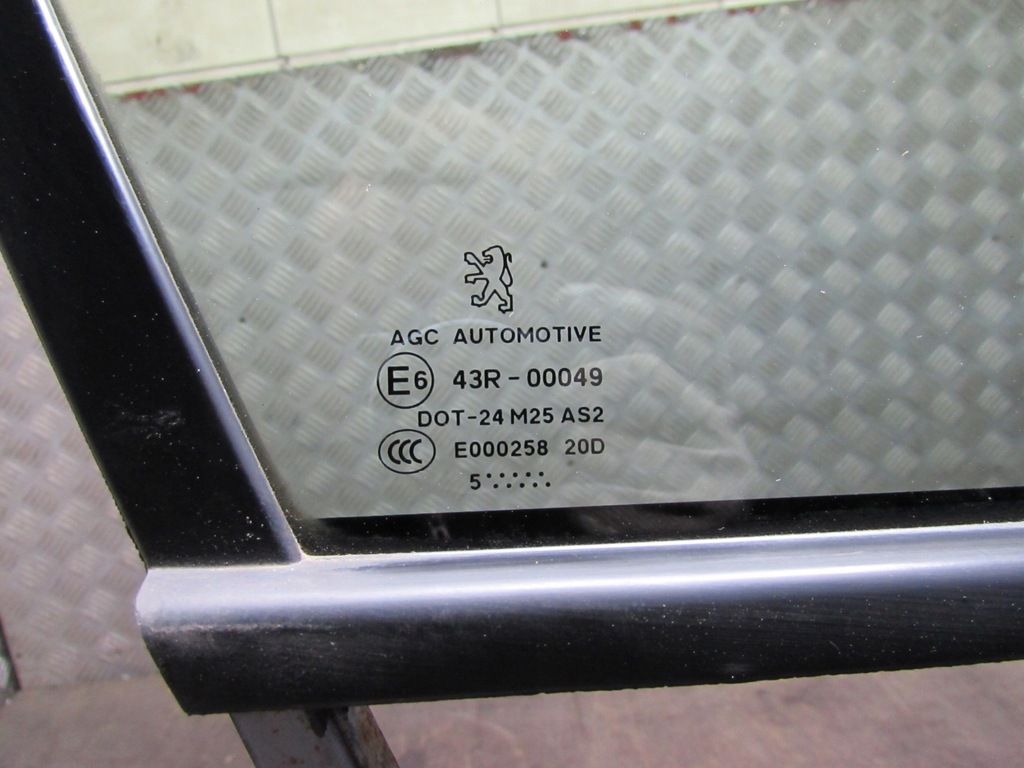 AGC AUTOMOTIVE
E6 43R-00049
DOT-24 M25 AS2
CCC E000258 20D
5